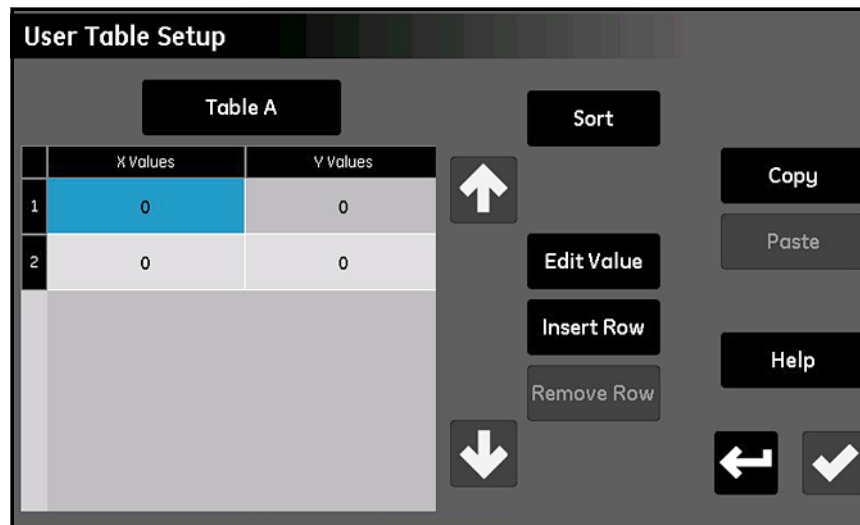 User Table Setup
Table A
Sort
X Values Y Values
Copy
1 0 0
Paste
2 0 0
Edit Value
Insert Row
Help
Remove Row